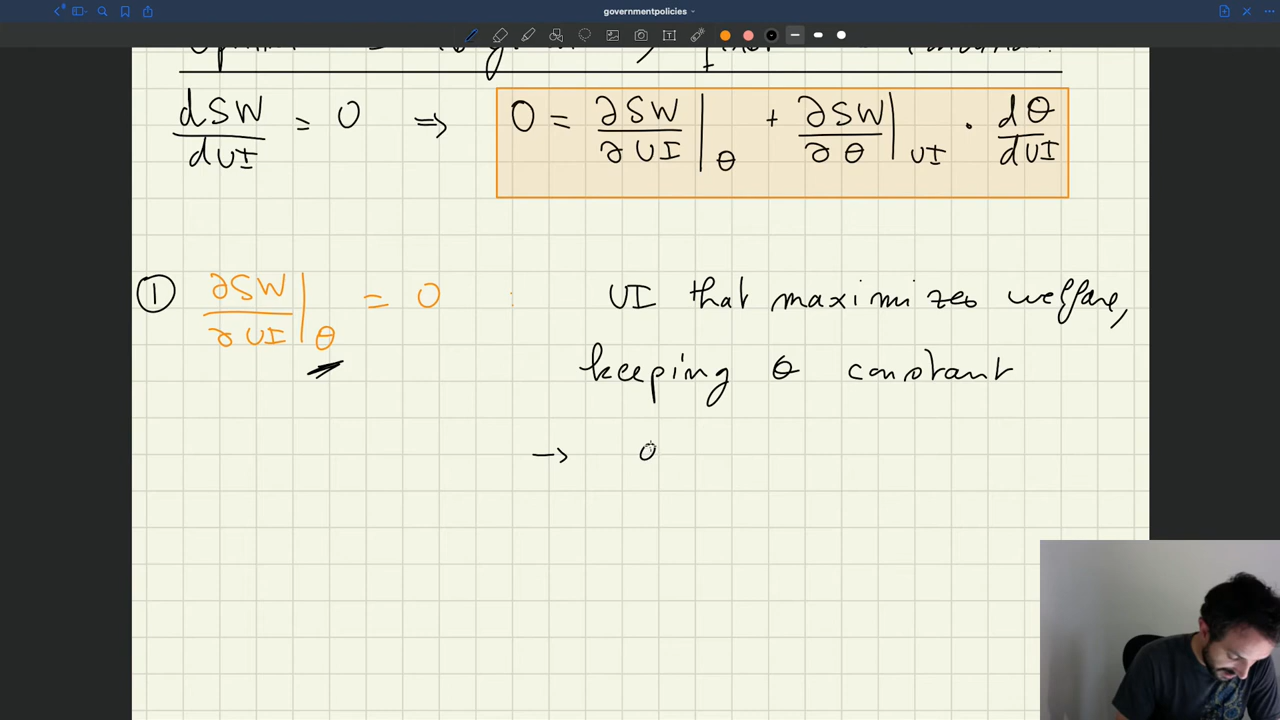 governmentpolicies
dSW/dUI = 0 ⇒ 0 = ∂SW/∂UI |θ + ∂SW/∂θ |UI · dθ/dUI
① ∂SW/∂UI |θ = 0 : UI that maximizes welfare,
keeping θ constant
→ o